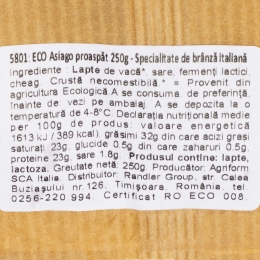 5801: ECO Asiago proaspăt 250g - Specialitate de brânză italiană
Ingrediente Lapte de vacă*, sare, fermenți lactici,
cheag Crustă necomestibilă.* = Provenit din
agricultura Ecologică A se consuma de preferință,
înainte de vezi pe ambalaj A se depozita la o
temperatură 4-8°C Declarația nutritională medie
per 100g de produs: valoare energetică
1613 kJ / 389 kcal), grăsimi 32g din care acizi grași
saturați 23g, glucide 0.5g din care zaharuri 0.5g,
proteine 23g, sare 1.8g. Produsul contine: lapte,
lactoza. Greutate netă: 250g. Producător: Agriform
SCA Italia. Distribuitor: Randler Group, str. Calea
Buziașului nr.126, Timișoara, România, tel.
0256-220 994, Certificat RO ECO 008.